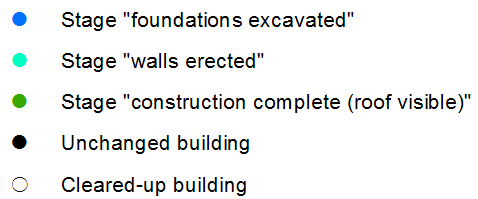 Stage "foundations excavated"
Stage "walls erected"
Stage "construction complete (roof visible)"
Unchanged building
Cleared-up building